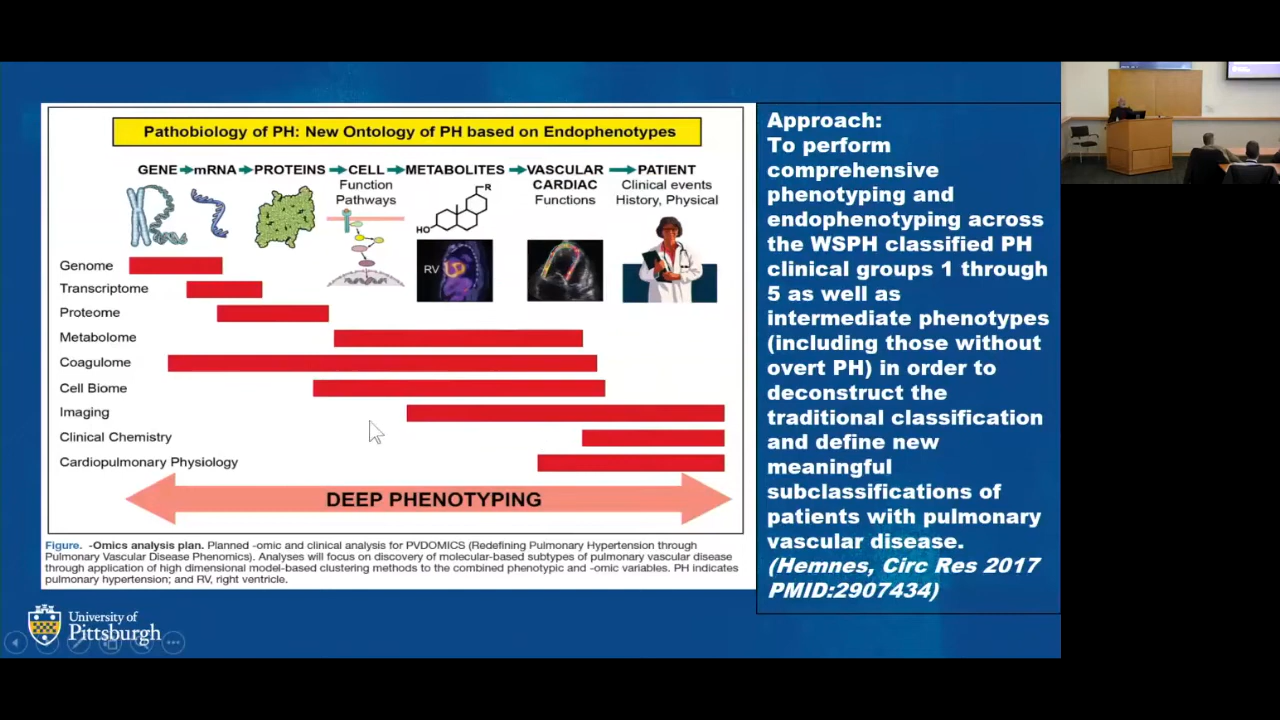 Pathobiology of PH: New Ontology of PH based on Endophenotypes
GENE mRNA PROTEINS CELL METABOLITES VASCULAR PATIENT
Function CARDIAC Clinical events
Pathways Functions History, Physical
R
HO
RV
Genome
Transcriptome
Proteome
Metabolome
Coagulome
Cell Biome
Imaging
Clinical Chemistry
Cardiopulmonary Physiology
DEEP PHENOTYPING
Figure. -Omics analysis plan. Planned -omic and clinical analysis for PVDOMICS (Redefining Pulmonary Hypertension through
Pulmonary Vascular Disease Phenomics). Analyses will focus on discovery of molecular-based subtypes of pulmonary vascular disease
through application of high dimensional model-based clustering methods to the combined phenotypic and -omic variables. PH indicates
pulmonary hypertension; and RV, right ventricle.
Approach:
To perform
comprehensive
phenotyping and
endophenotyping across
the WSPH classified PH
clinical groups 1 through
5 as well as
intermediate phenotypes
(including those without
overt PH) in order to
deconstruct the
traditional classification
and define new
meaningful
subclassifications of
patients with pulmonary
vascular disease.
(Hemnes, Circ Res 2017
PMID:2907434)
University of
Pittsburgh